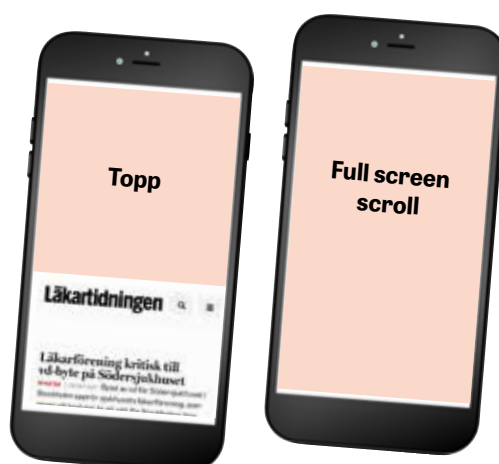 Topp
Läkartidningen
Läkarförening kritisk till
vd-byte på Södersjukhuset
Full screen
scroll